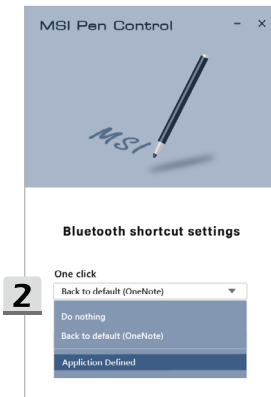 MSI Pen Control
MSI
Bluetooth shortcut settings
One click
2
Back to default (OneNote)
Do nothing
Back to default (OneNote)
Appliction Defined